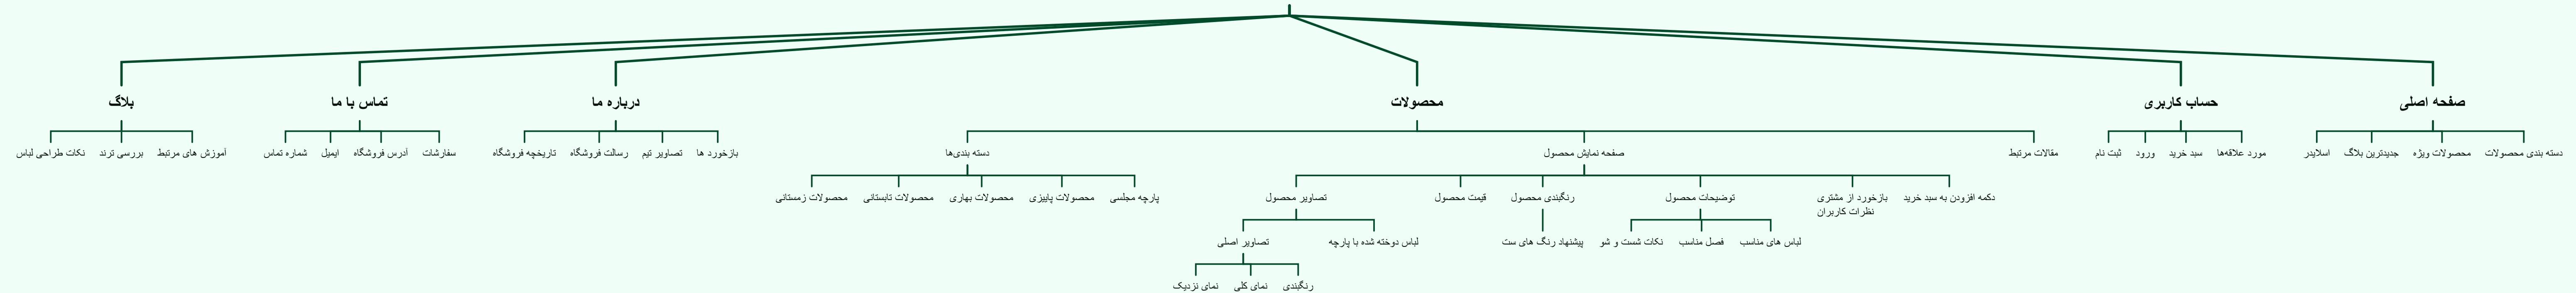 صفحه اصلی
حساب کاربری
محصولات
درباره ما
تماس با ما
بلاگ
دسته بندی محصولات
محصولات ویژه
جدیدترین بلاگ
اسلایدر
مورد علاقه‌ها
سبد خرید
ورود
ثبت نام
مقالات مرتبط
صفحه نمایش محصول
دسته بندی‌ها
بازخورد ها
تصاویر تیم
رسالت فروشگاه
تاریخچه فروشگاه
سفارشات
آدرس فروشگاه
ایمیل
شماره تماس
آموزش های مرتبط
بررسی ترند
نکات طراحی لباس
دکمه افزودن به سبد خرید
بازخورد از مشتری
نظرات کاربران
توضیحات محصول
رنگبندی محصول
قیمت محصول
تصاویر محصول
پارچه مجلسی
محصولات پاییزی
محصولات بهاری
محصولات تابستانی
محصولات زمستانی
لباس های مناسب
فصل مناسب
نکات شست و شو
پیشنهاد رنگ های ست
لباس دوخته شده با پارچه
تصاویر اصلی
رنگبندی
نمای کلی
نمای نزدیک